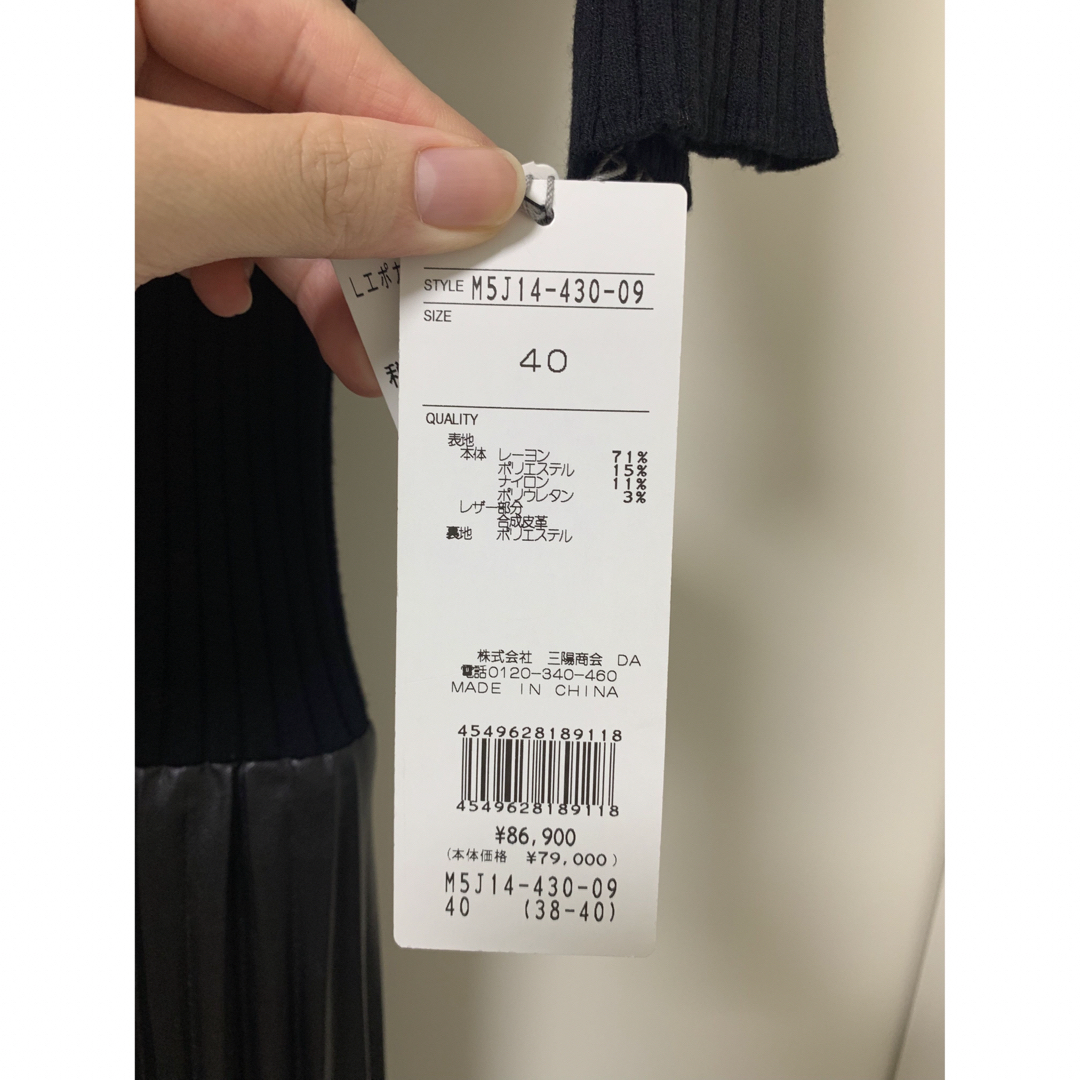 Lエポカ
STYLE M5J14-430-09
SIZE
40
QUALITY
表地
本体 レーヨン 71%
ポリエステル 15%
ナイロン 11%
ポリウレタン 3%
レザー部分
合成皮革
裏地 ポリエステル
株式会社 三陽商会 DA
電話0120-340-460
MADE IN CHINA
4549628189118
4549628189118
¥86,900
(本体価格 ¥79,000)
M5J14-430-09
40 (38-40)